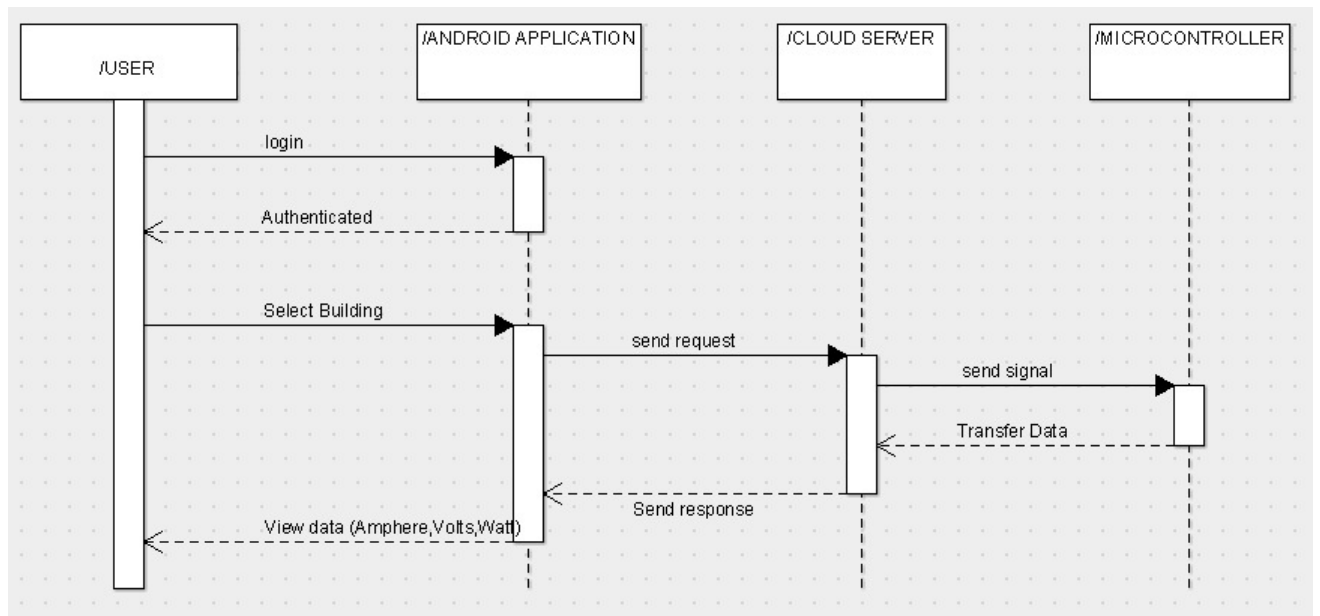 /USER
/ANDROID APPLICATION
/CLOUD SERVER
/MICROCONTROLLER
login
Authenticated
Select Building
send request
send signal
Transfer Data
Send response
View data (Amphere,Volts,Watt)